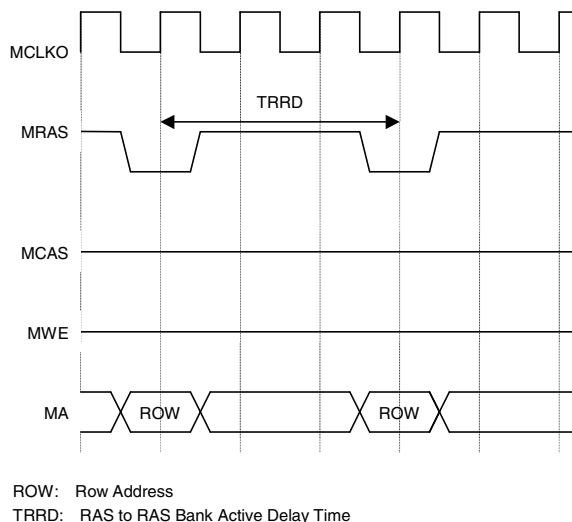 MCLKO
TRRD
MRAS
MCAS
MWE
MA
ROW
ROW
ROW: Row Address
TRRD: RAS to RAS Bank Active Delay Time